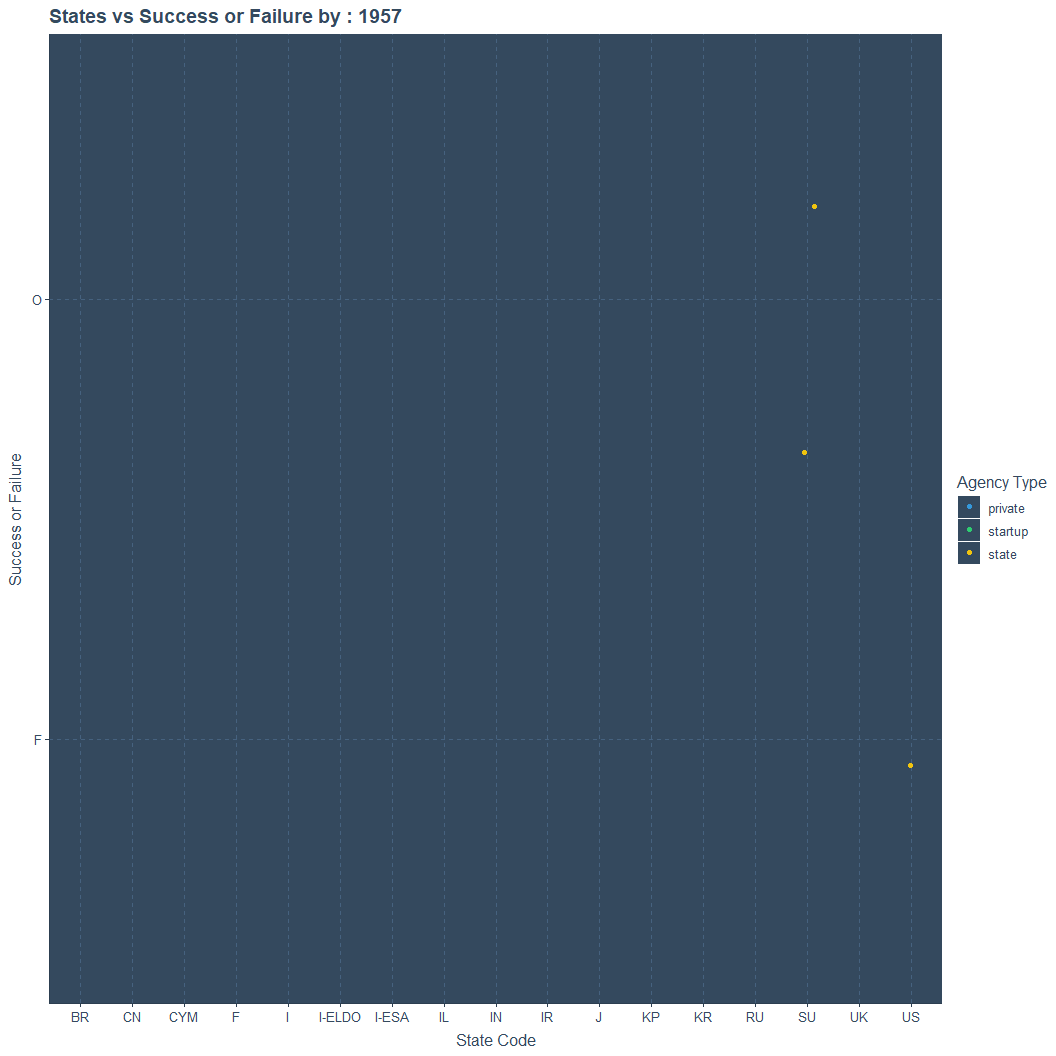 States vs Success or Failure by : 1957
Success or Failure
O
F
BR CN CYM F I I-ELDO I-ESA IL IN IR J KP KR RU SU UK US
State Code
Agency Type
private
startup
state